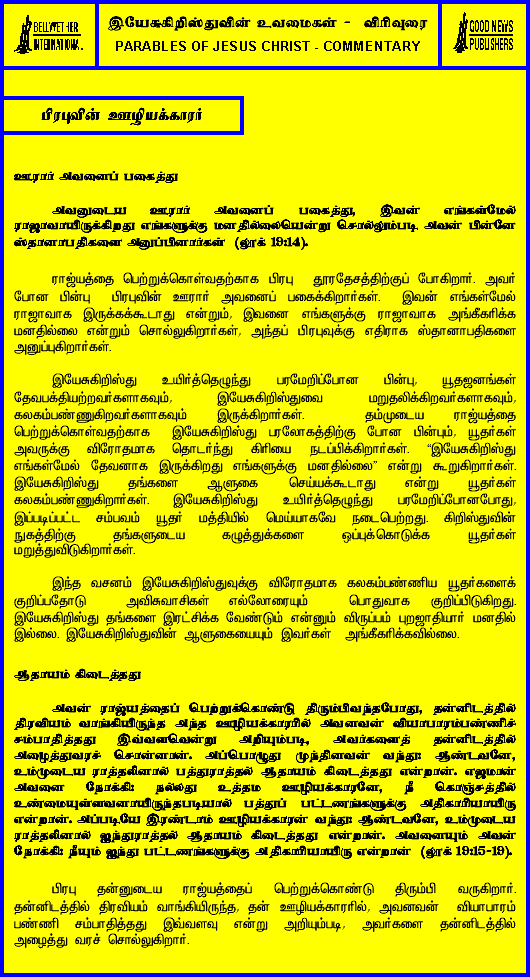 BELLWETHER
INTERNATIONAL
இயேசுகிறிஸ்துவின் உவமைகள் - விரிவுரை
PARABLES OF JESUS CHRIST - COMMENTARY
GOOD NEWS
PUBLISHERS
பிரபுவின் ஊழியக்காரர்
ஊரார் அவனைப் பகைத்து
அவனுடைய ஊரார் அவனைப் பகைத்து, இவன் எங்கள்மேல்
ராஜாவாயிருக்கிறது எங்களுக்கு மனதில்லையென்று சொல்லும்படி அவன் பின்னே
ஸ்தானாபதிகளை அனுப்பினார்கள் (லூக் 19:14).
ராஜ்யத்தை பெற்றுக்கொள்வதற்காக பிரபு தூரதேசத்திற்குப் போகிறார். அவர்
போன பின்பு பிரபுவின் ஊரார் அவனைப் பகைக்கிறார்கள். இவன் எங்கள்மேல்
ராஜாவாக இருக்கக்கூடாது என்றும், இவனை எங்களுக்கு ராஜாவாக அங்கீகரிக்க
மனதில்லை என்றும் சொல்லுகிறார்கள், அந்தப் பிரபுவுக்கு எதிராக ஸ்தானாபதிகளை
அனுப்புகிறார்கள்.
இயேசுகிறிஸ்து உயிர்த்தெழுந்து பரமேறிப்போன பின்பு, யூதஜனங்கள்
தேவபக்தியற்றவர்களாகவும், இயேசுகிறிஸ்துவை மறுதலிக்கிறவர்களாகவும்,
கலகம்பண்ணுகிறவர்களாகவும் இருக்கிறார்கள். தம்முடைய ராஜ்யத்தை
பெற்றுக்கொள்வதற்காக இயேசுகிறிஸ்து பரலோகத்திற்கு போன பின்பும், யூதர்கள்
அவருக்கு விரோதமாக தொடர்ந்து கிரியை நடப்பிக்கிறார்கள். "இயேசுகிறிஸ்து
எங்கள்மேல் தேவனாக இருக்கிறது எங்களுக்கு மனதில்லை" என்று கூறுகிறார்கள்.
இயேசுகிறிஸ்து தங்களை ஆளுகை செய்யக்கூடாது என்று யூதர்கள்
கலகம்பண்ணுகிறார்கள். இயேசுகிறிஸ்து உயிர்த்தெழுந்து பரமேறிப்போனபோது,
இப்படிப்பட்ட சம்பவம் யூதர் மத்தியில் மெய்யாகவே நடைபெற்றது. கிறிஸ்துவின்
நுகத்திற்கு தங்களுடைய கழுத்துக்களை ஒப்புக்கொடுக்க யூதர்கள்
மறுத்துவிடுகிறார்கள்.
இந்த வசனம் இயேசுகிறிஸ்துவுக்கு விரோதமாக கலகம்பண்ணிய யூதர்களைக்
குறிப்பதோடு அவிசுவாசிகள் எல்லோரையும் பொதுவாக குறிப்பிடுகிறது.
இயேசுகிறிஸ்து தங்களை இரட்சிக்க வேண்டும் என்னும் விருப்பம் புறஜாதியார் மனதில்
இல்லை. இயேசுகிறிஸ்துவின் ஆளுகையையும் இவர்கள் அங்கீகரிக்கவில்லை.
ஆதாயம் கிடைத்தது
அவன் ராஜ்யத்தைப் பெற்றுக்கொண்டு திரும்பிவந்தபோது, தன்னிடத்தில்
திரவியம் வாங்கியிருந்த அந்த ஊழியக்காரரில் அவனவன் வியாபாரம்பண்ணிச்
சம்பாதித்தது இவ்வளவென்று அறியும்படி, அவர்களைத் தன்னிடத்தில்
அழைத்துவரச் சொன்னான். அப்பொழுது முந்தினவன் வந்து: ஆண்டவனே,
உம்முடைய ராத்தலினால் பத்துராத்தல் ஆதாயம் கிடைத்தது என்றான். எஜமான்
அவனை நோக்கி: நல்லது உத்தம ஊழியக்காரனே, நீ கொஞ்சத்தில்
உண்மையுள்ளவனாயிருந்தபடியால் பத்துப் பட்டணங்களுக்கு அதிகாரியாயிரு
என்றான். அப்படியே இரண்டாம் ஊழியக்காரன் வந்து: ஆண்டவனே, உம்முடைய
ராத்தலினால் ஐந்துராத்தல் ஆதாயம் கிடைத்தது என்றான். அவனையும் அவன்
நோக்கி: நீயும் ஐந்து பட்டணங்களுக்கு அதிகாரியாயிரு என்றான் (லூக் 19:15-19).
பிரபு தன்னுடைய ராஜ்யத்தைப் பெற்றுக்கொண்டு திரும்பி வருகிறார்.
தன்னிடத்தில் திரவியம் வாங்கியிருந்த, தன் ஊழியக்காரரில், அவனவன் வியாபாரம்
பண்ணி சம்பாதித்தது இவ்வளவு என்று அறியும்படி, அவர்களை தன்னிடத்தில்
அழைத்து வரச் சொல்லுகிறார்.